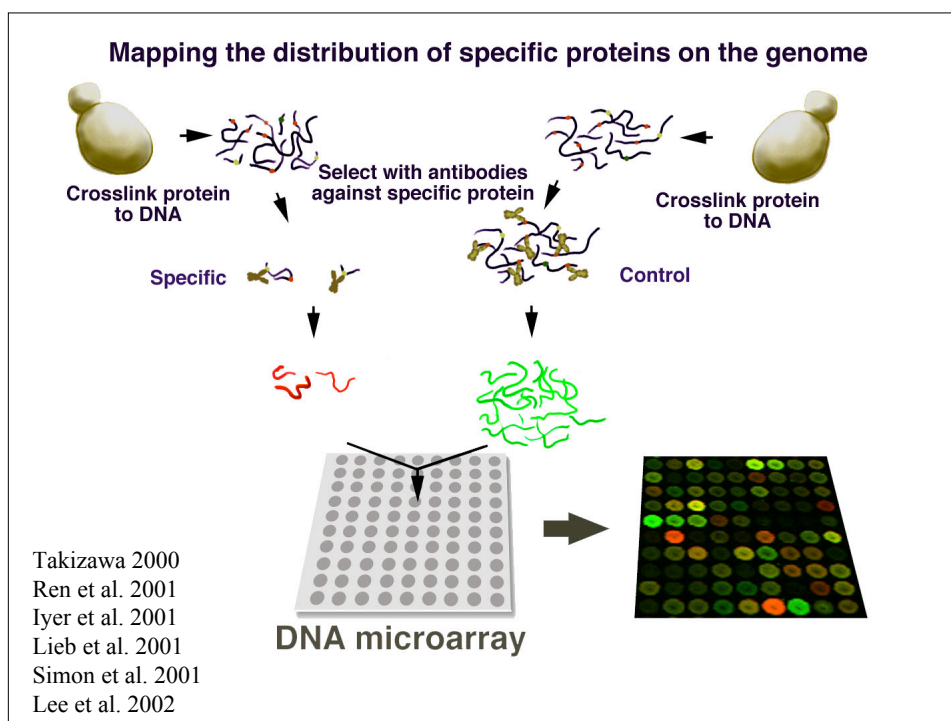 Mapping the distribution of specific proteins on the genome
Crosslink protein
to DNA
Select with antibodies
against specific protein
Crosslink protein
to DNA
Specific
Control
DNA microarray
Takizawa 2000
Ren et al. 2001
Iyer et al. 2001
Lieb et al. 2001
Simon et al. 2001
Lee et al. 2002